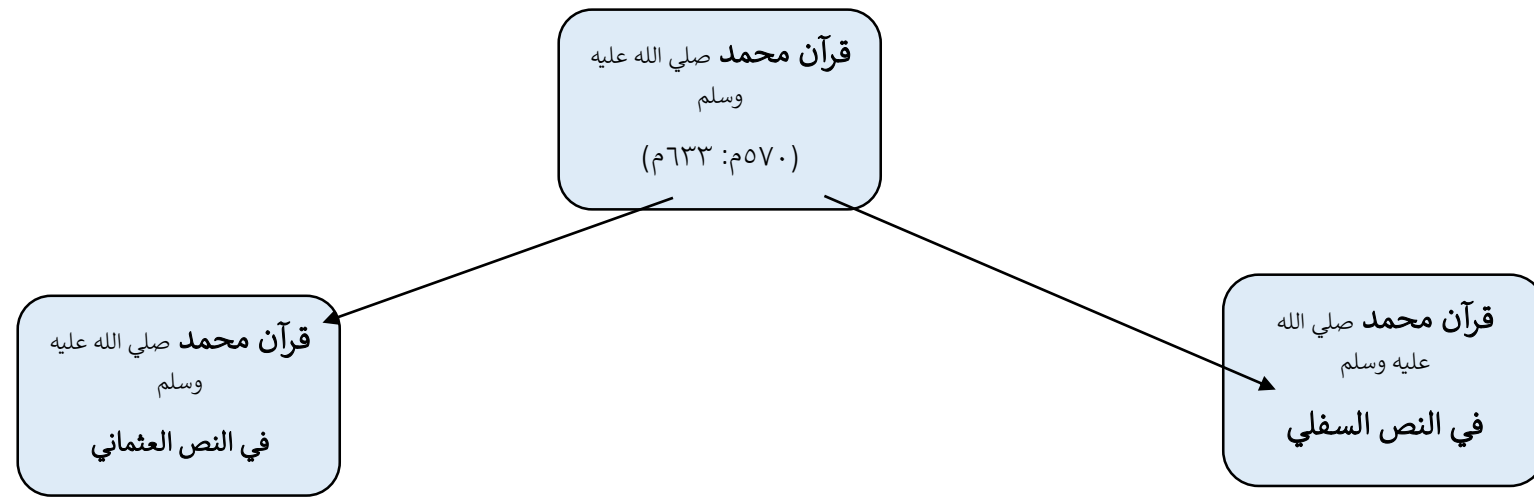 قرآن محمد صلي الله عليه
وسلم
(٥٧٠م: ٦٣٣م)
قرآن محمد صلي الله
عليه وسلم
في النص السفلي
قرآن محمد صلي الله عليه
وسلم
في النص العثماني